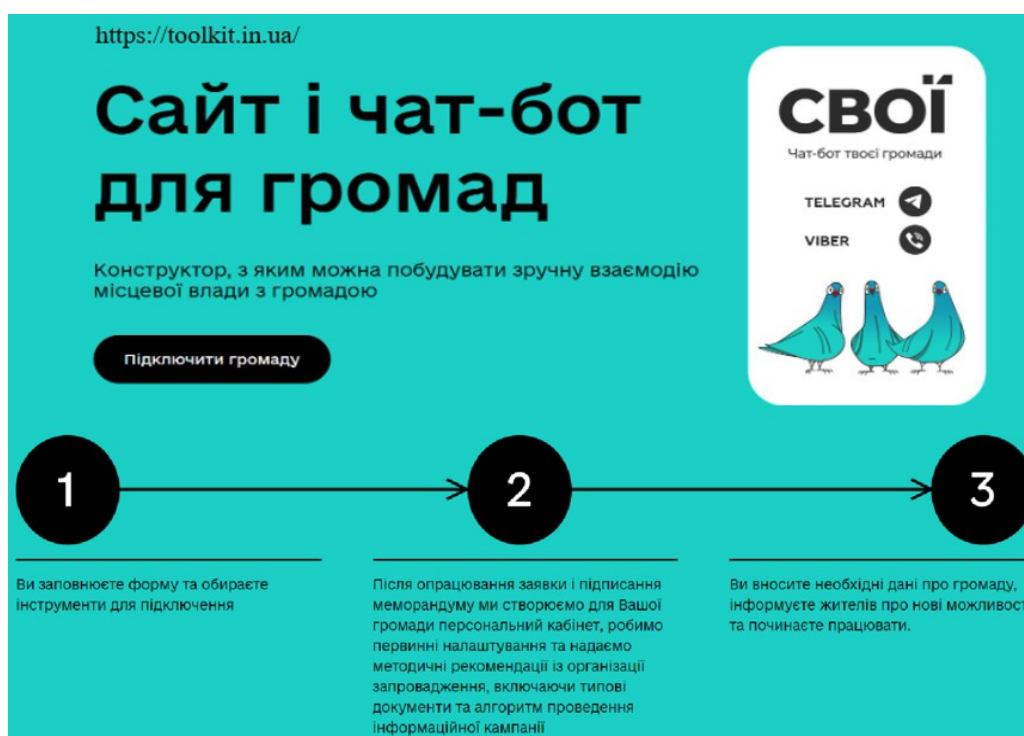 https://toolkit.in.ua/
Сайт і чат-бот
для громад
Конструктор, з яким можна побудувати зручну взаємодію
місцевої влади з громадою
Підключити громаду
СВОЇ
Чат-бот твоєї громади
TELEGRAM
VIBER
1
2
3
Ви заповнюєте форму та обираєте
інструменти для підключення
Після опрацювання заявки і підписання
меморандуму ми створюємо для Вашої
громади персональний кабінет, робимо
первинні налаштування та надаємо
методичні рекомендації із організації
запровадження, включаючи типові
документи та алгоритм проведення
інформаційної кампанії
Ви вносите необхідні дані про громаду,
інформуєте жителів про нові можливост
та починаєте працювати.